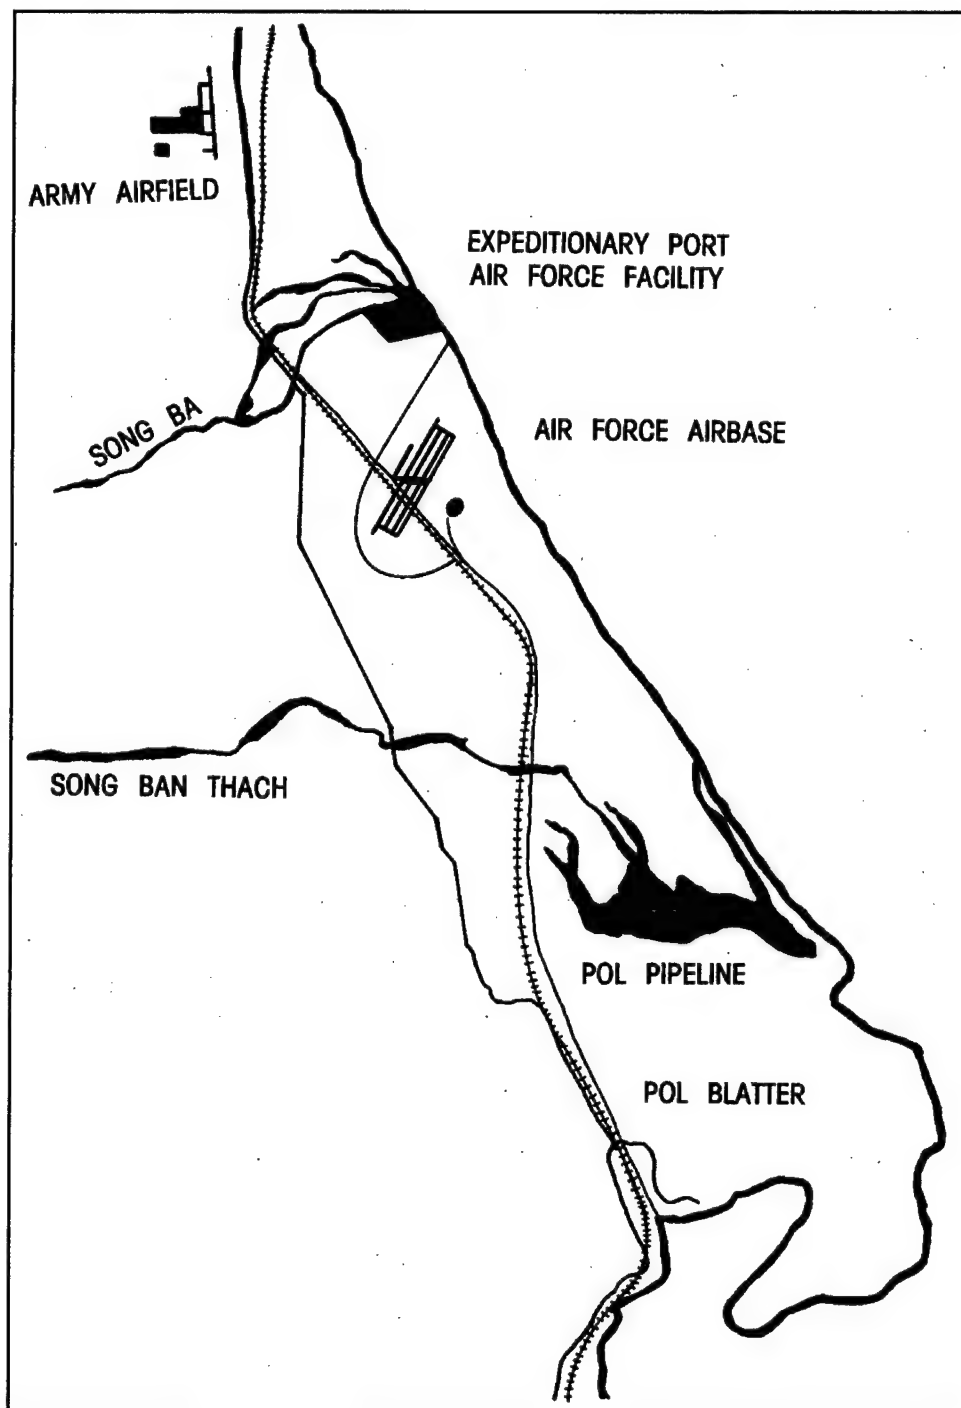 ARMY AIRFIELD
EXPEDITIONARY PORT
AIR FORCE FACILITY
SONG BA
AIR FORCE AIRBASE
SONG BAN THACH
POL PIPELINE
POL BLATTER